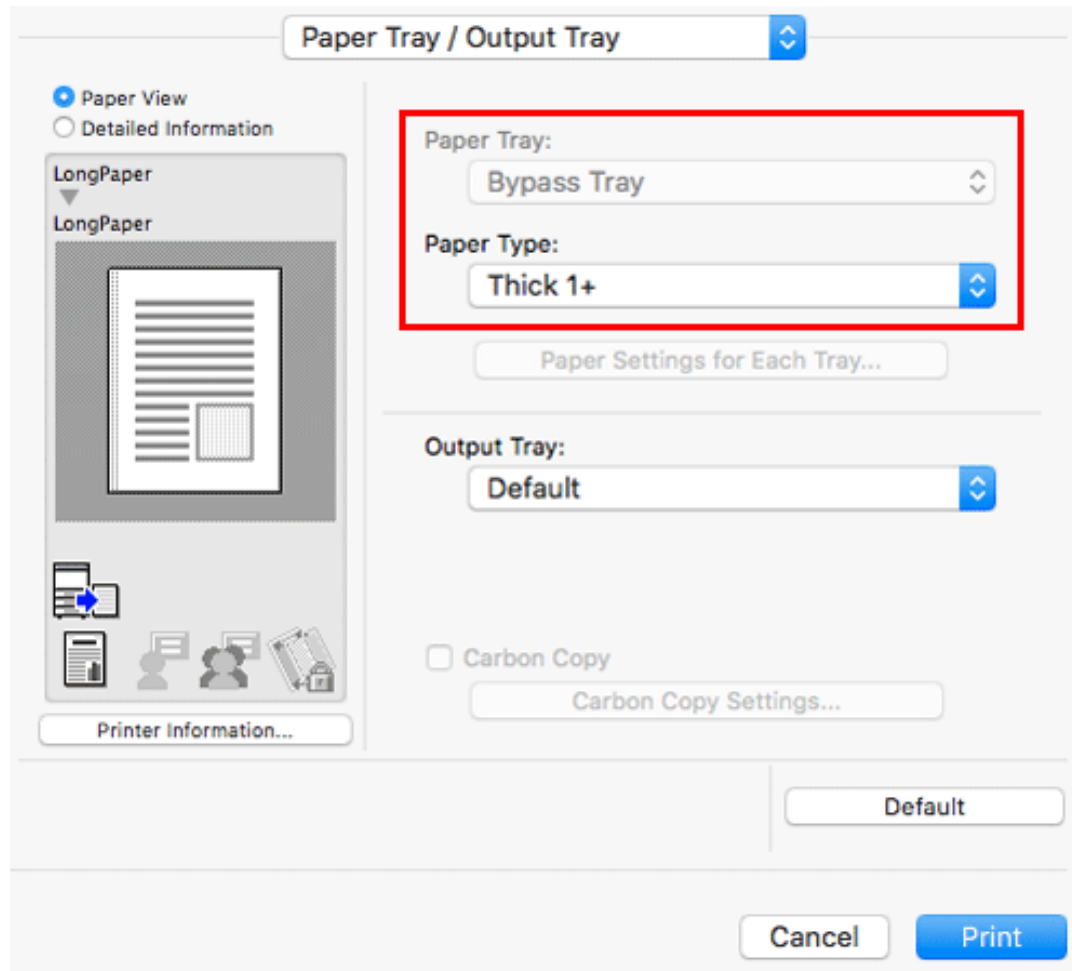 Paper Tray / Output Tray
Paper View
Detailed Information
LongPaper
LongPaper
Printer Information...
Paper Tray:
Bypass Tray
Paper Type:
Thick 1+
Paper Settings for Each Tray...
Output Tray:
Default
Carbon Copy
Carbon Copy Settings...
Default
Cancel
Print